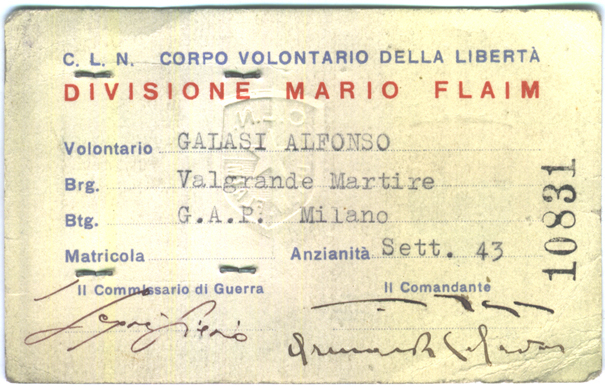 C. L. N. CORPO VOLONTARIO DELLA LIBERTÀ
DIVISIONE MARIO FLAIM
Volontario GALASI ALFONSO
Brg. Valgrande Martire
Btg. G.A.P. Milano
Matricola Anzianità Sett. 43
10831
Il Commissario di Guerra Il Comandante